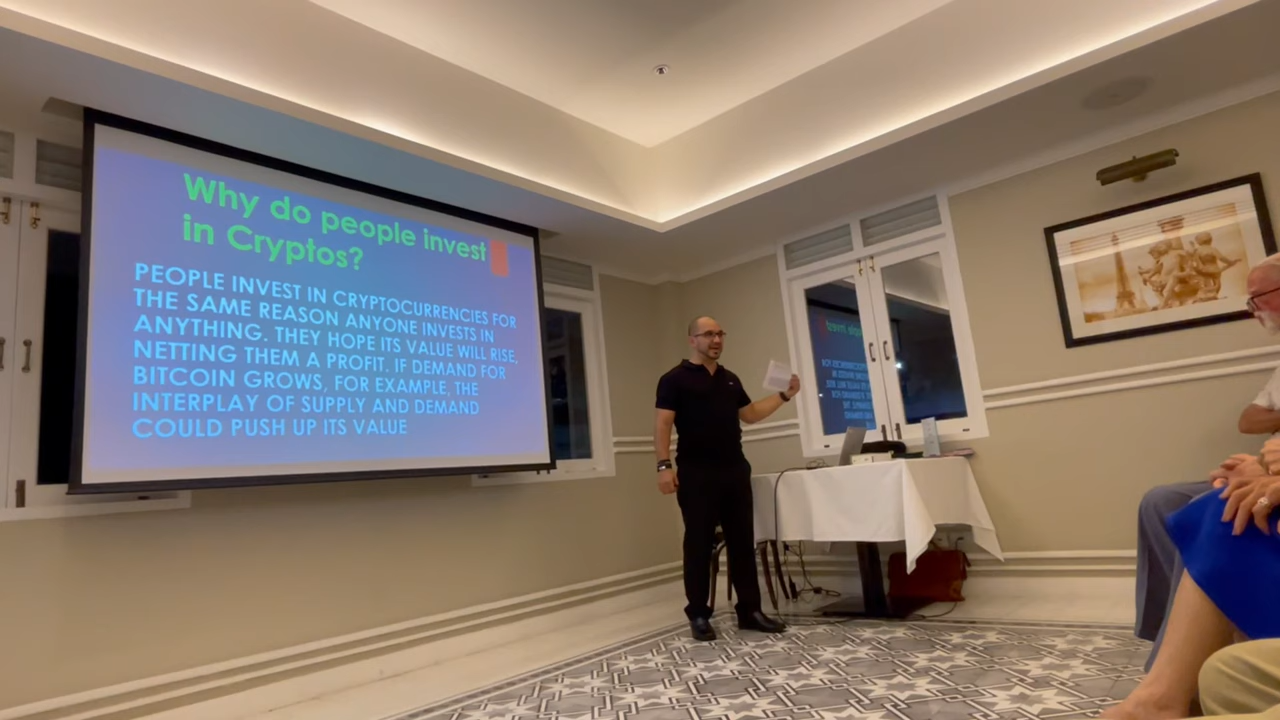 Why do people invest
in Cryptos?
PEOPLE INVEST IN CRYPTOCURRENCIES FOR
THE SAME REASON ANYONE INVESTS IN
ANYTHING. THEY HOPE ITS VALUE WILL RISE,
NETTING THEM A PROFIT. IF DEMAND FOR
BITCOIN GROWS, FOR EXAMPLE, THE
INTERPLAY OF SUPPLY AND DEMAND
COULD PUSH UP ITS VALUE